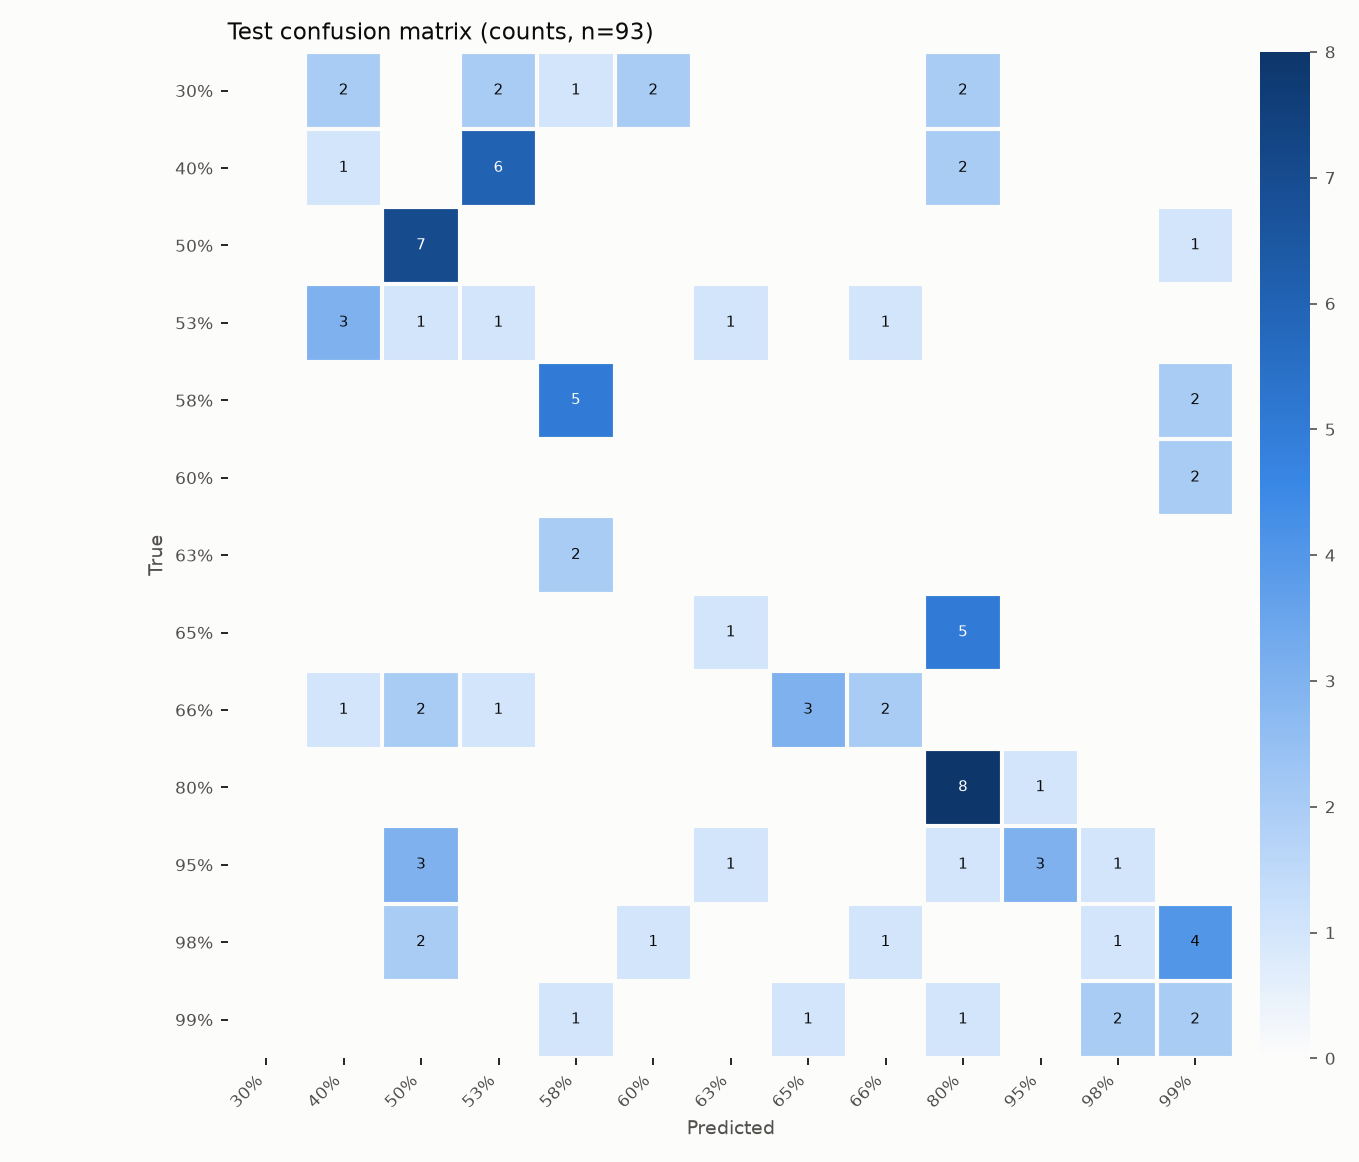 Test confusion matrix (counts, n=93)
30% 2 2 1 2 2
40% 1 6 2
50% 7 1
53% 3 1 1 1 1
58% 5 2
60% 2
63% 2
65% 1 5
66% 1 2 1 3 2
80% 8 1
95% 3 1 1 3 1
98% 2 1 1 1 4
99% 1 1 1 2 2
True
30% 40% 50% 53% 58% 60% 63% 65% 66% 80% 95% 98% 99%
Predicted
8
7
6
5
4
3
2
1
0